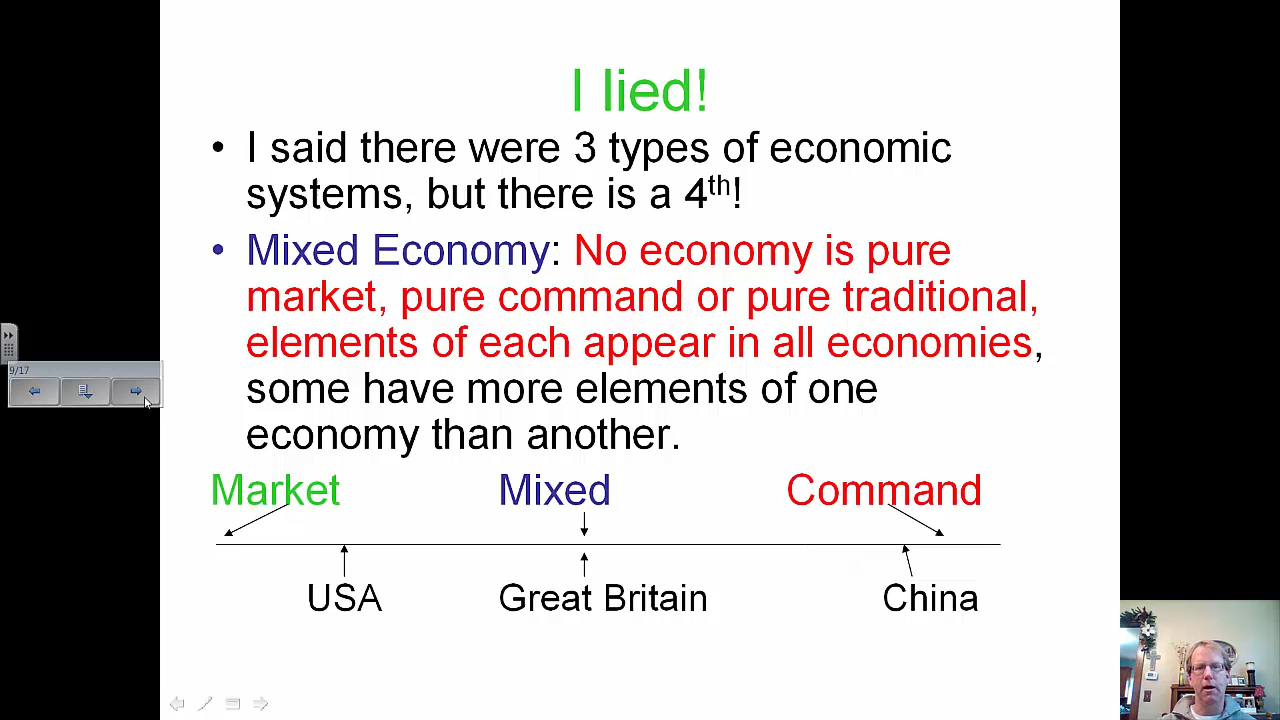 I lied!
• I said there were 3 types of economic
systems, but there is a 4th!
• Mixed Economy: No economy is pure
market, pure command or pure traditional,
elements of each appear in all economies,
some have more elements of one
economy than another.
9/17
Market Mixed Command
USA Great Britain China